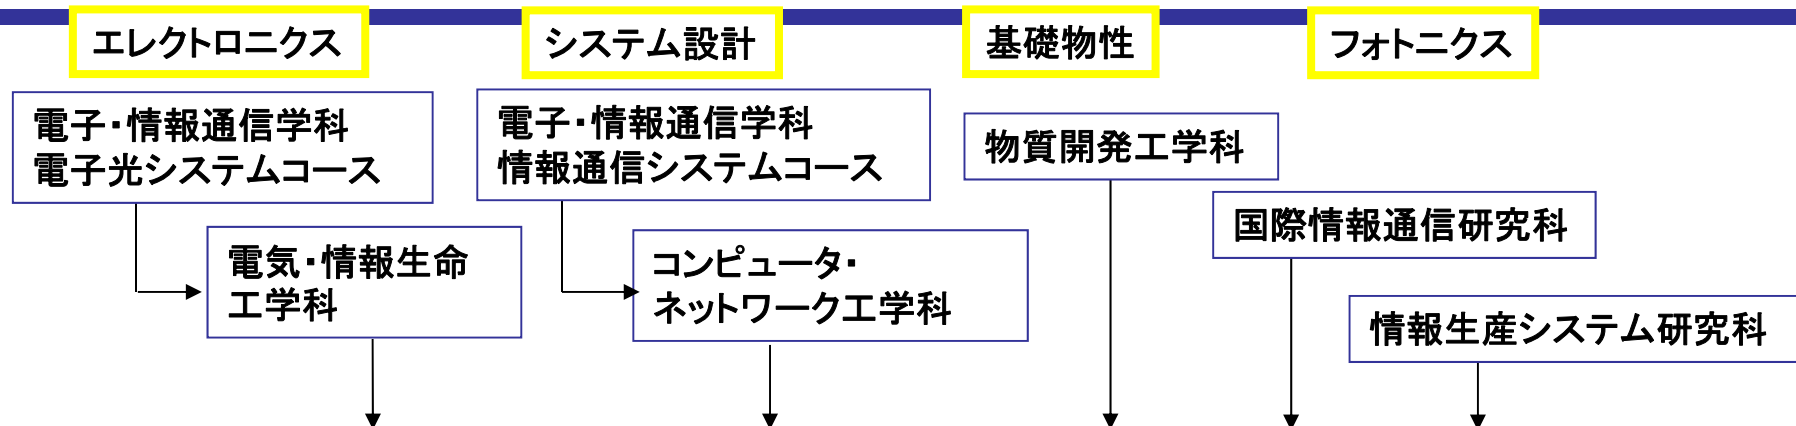 エレクトロニクス
システム設計
基礎物性
フォトニクス
電子・情報通信学科
電子光システムコース
電子・情報通信学科
情報通信システムコース
物質開発工学科
国際情報通信研究科
電気・情報生命
工学科
コンピュータ・
ネットワーク工学科
情報生産システム研究科